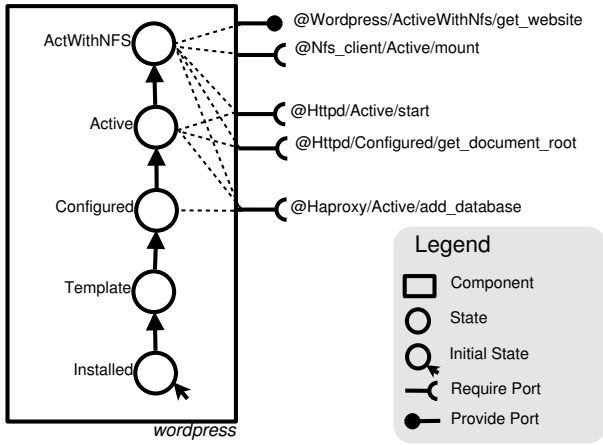 ActWithNFS
@Wordpress/ActiveWithNfs/get_website
@Nfs_client/Active/mount
Active
@Httpd/Active/start
@Httpd/Configured/get_document_root
Configured
@Haproxy/Active/add_database
Template
Installed
wordpress
Legend
Component
State
Initial State
Require Port
Provide Port